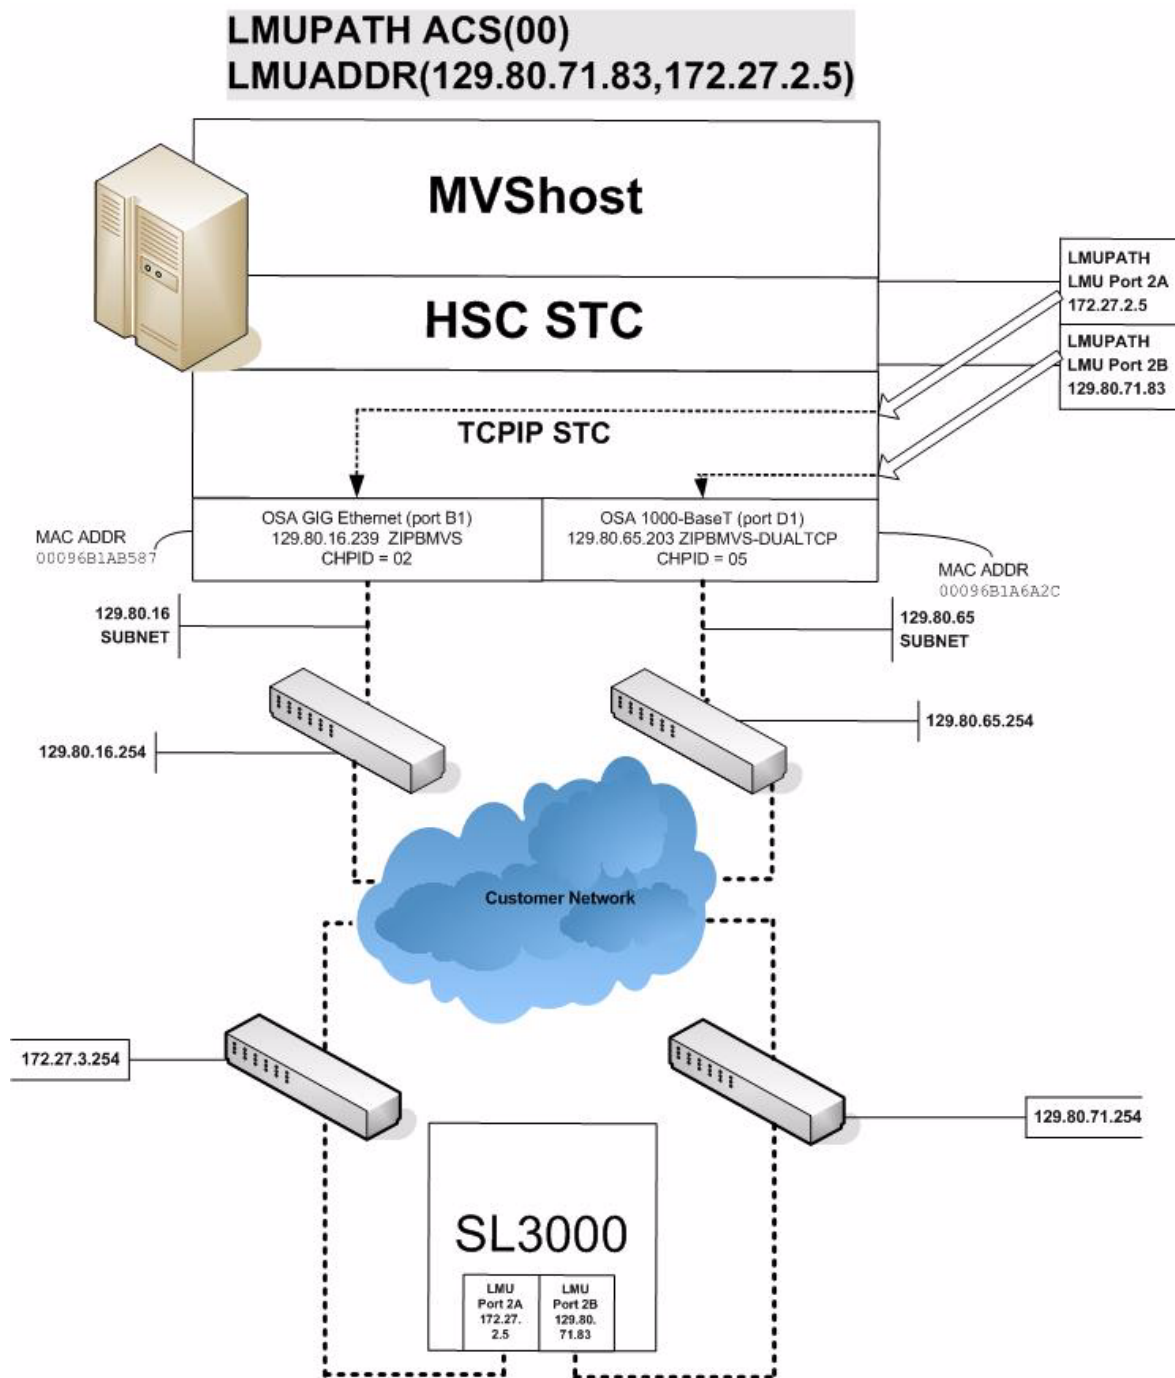 LMUPATH ACS(00)
LMUADDR(129.80.71.83,172.27.2.5)
MVShost
HSC STC
LMUPATH
LMU Port 2A
172.27.2.5
LMUPATH
LMU Port 2B
129.80.71.83
TCPIP STC
OSA GIG Ethernet (port B1)
129.80.16.239 ZIPBMVS
CHPID = 02
OSA 1000-BaseT (port D1)
129.80.65.203 ZIPBMVS-DUALTCP
CHPID = 05
MAC ADDR
00096B1AB587
MAC ADDR
00096B1A6A2C
129.80.16
SUBNET
129.80.65
SUBNET
129.80.16.254
129.80.65.254
Customer Network
172.27.3.254
129.80.71.254
SL3000
LMU
Port 2A
172.27.
2.5
LMU
Port 2B
129.80.
71.83